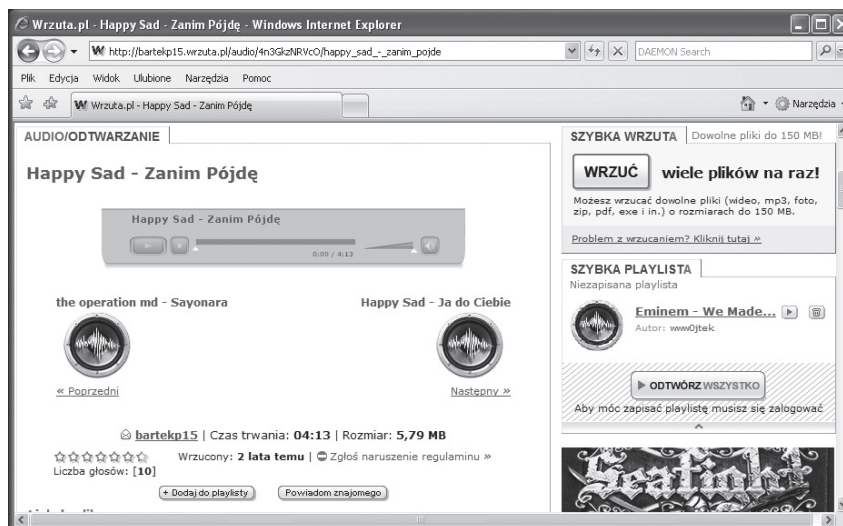 Wrzuta.pl - Happy Sad - Zanim Pójdę - Windows Internet Explorer
http://bartekp15.wrzuta.pl/audio/4n3GkzNRVcO/happy_sad_-_zanim_pojde
DAEMON Search
Plik Edycja Widok Ulubione Narzędzia Pomoc
W Wrzuta.pl - Happy Sad - Zanim Pójdę
Narzędzia
AUDIO/ODTWARZANIE
Happy Sad - Zanim Pójdę
Happy Sad - Zanim Pójdę
0:00 / 4:13
the operation md - Sayonara
Happy Sad - Ja do Ciebie
« Poprzedni
Następny »
bartekp15 | Czas trwania: 04:13 | Rozmiar: 5,79 MB
Wrzucony: 2 lata temu | Zgłoś naruszenie regulaminu »
Liczba głosów: [10]
+ Dodaj do playlisty
Powiadom znajomego
SZYBKA WRZUTA
Dowolne pliki do 150 MB!
WRZUĆ wiele plików na raz!
Możesz wrzucać dowolne pliki (wideo, mp3, foto,
zip, pdf, exe i in.) o rozmiarach do 150 MB.
Problem z wrzucaniem? Kliknij tutaj »
SZYBKA PLAYLISTA
Niezapisana playlista
Eminem - We Made...
Autor: www0jtek
ODTWÓRZ WSZYSTKO
Aby móc zapisać playlistę musisz się zalogować
Seafight